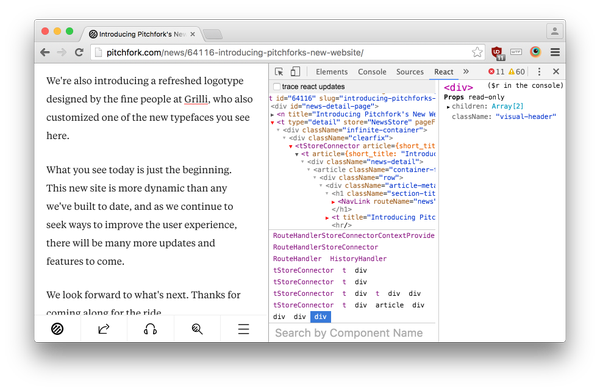 Introducing Pitchfork's New
pitchfork.com/news/64116-introducing-pitchforks-new-website/
We're also introducing a refreshed logotype
designed by the fine people at Grilli, who also
customized one of the new typefaces you see
here.
What you see today is just the beginning.
This new site is more dynamic than any
we've built to date, and as we continue to
seek ways to improve the user experience,
there will be many more updates and
features to come.
We look forward to what's next. Thanks for
coming along for the ride.
Elements Console Sources React » 11 60
trace react updates
t id="64116" slug="introducing-pitchforks-
<div id="news-detail-page">
<n title="Introducing Pitchfork's New We
<t type="detail" store="NewsStore" pageF
<div className="infinite-container">
<div className="clearfix">
<tStoreConnector article={short_tit
<t article={short_title: "Introduc
<div className="news-detail">
<article className="container-f
<div className="row">
<div className="article-meta
<h1 className="section-tit
<NavLink routeName="news"
</h1>
<t title="Introducing Pitc
<hr/>
RouteHandlerStoreConnectorContextProvide
RouteHandlerStoreConnector
RouteHandler HistoryHandler
tStoreConnector t div
tStoreConnector t div
tStoreConnector t div t div div
tStoreConnector t div article div
div div div
Search by Component Name
<div> ($r in the console)
Props read-only
children: Array[2]
className: "visual-header"